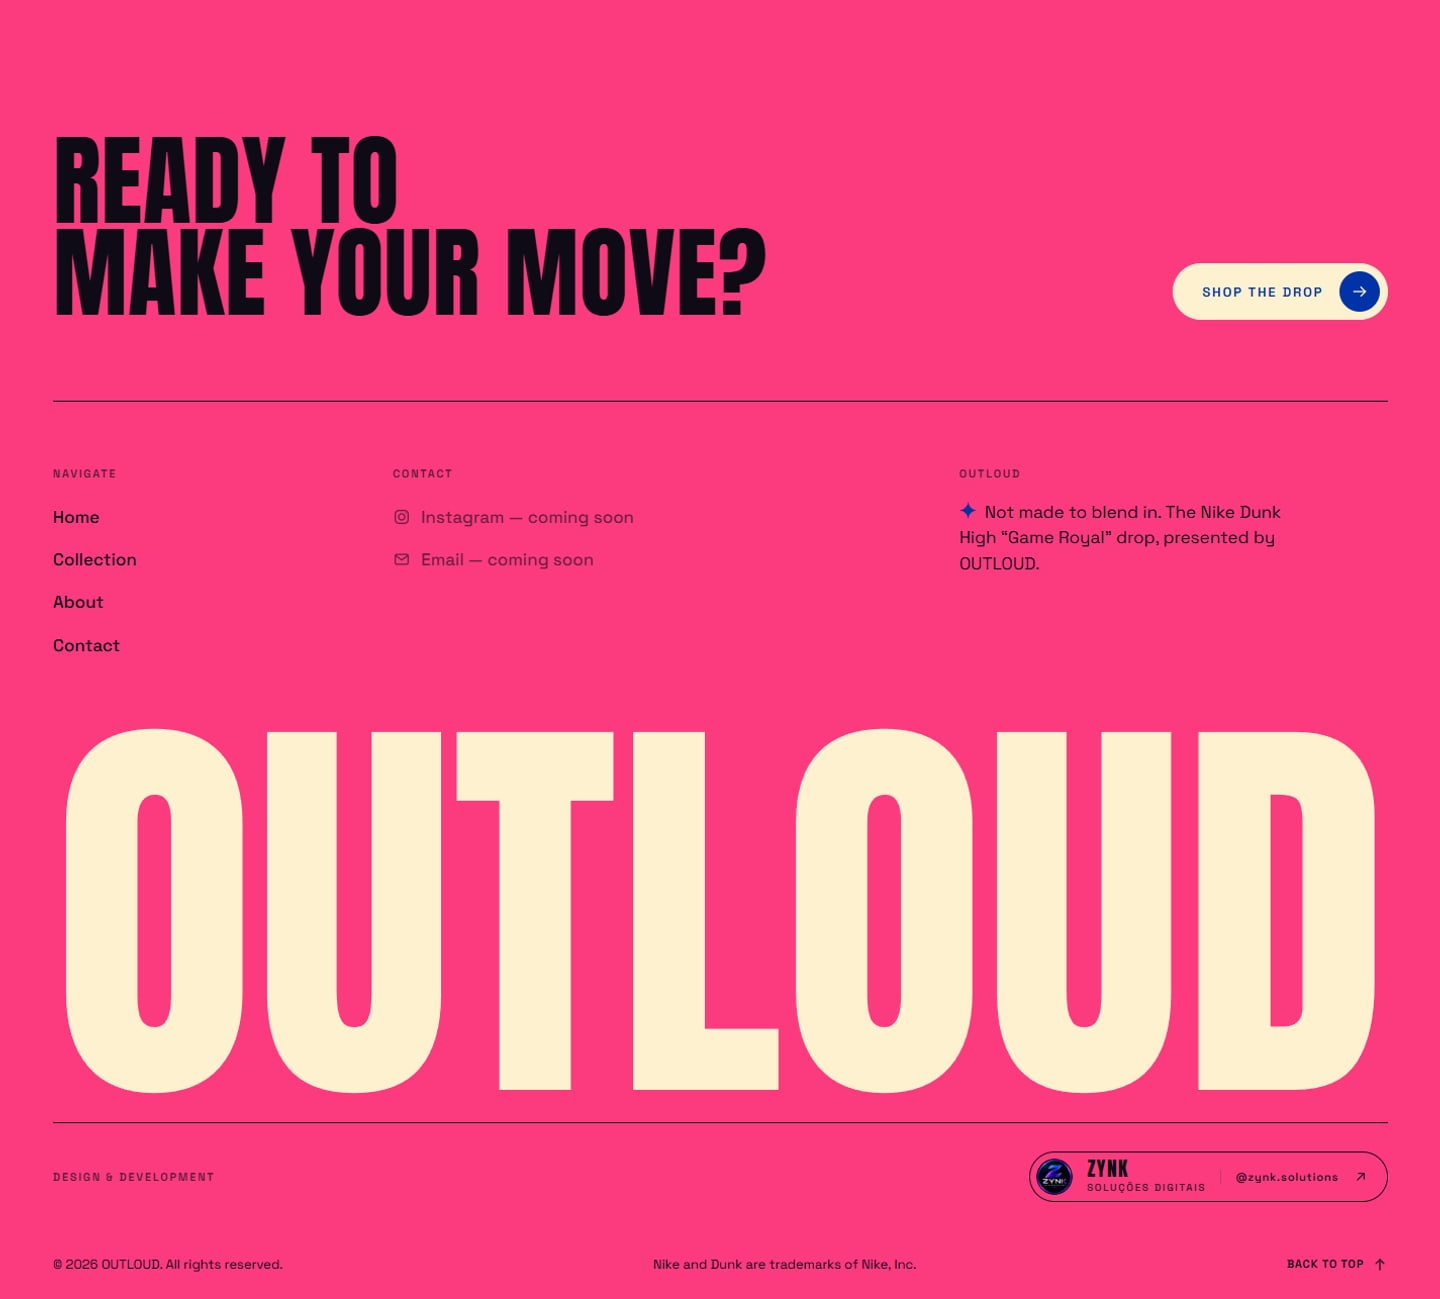 READY TO
MAKE YOUR MOVE?
SHOP THE DROP
NAVIGATE
Home
Collection
About
Contact
CONTACT
Instagram — coming soon
Email — coming soon
OUTLOUD
Not made to blend in. The Nike Dunk
High “Game Royal” drop, presented by
OUTLOUD.
OUTLOUD
DESIGN & DEVELOPMENT
ZYNK
ZYNK
SOLUÇÕES DIGITAIS
@zynk.solutions
© 2026 OUTLOUD. All rights reserved.
Nike and Dunk are trademarks of Nike, Inc.
BACK TO TOP